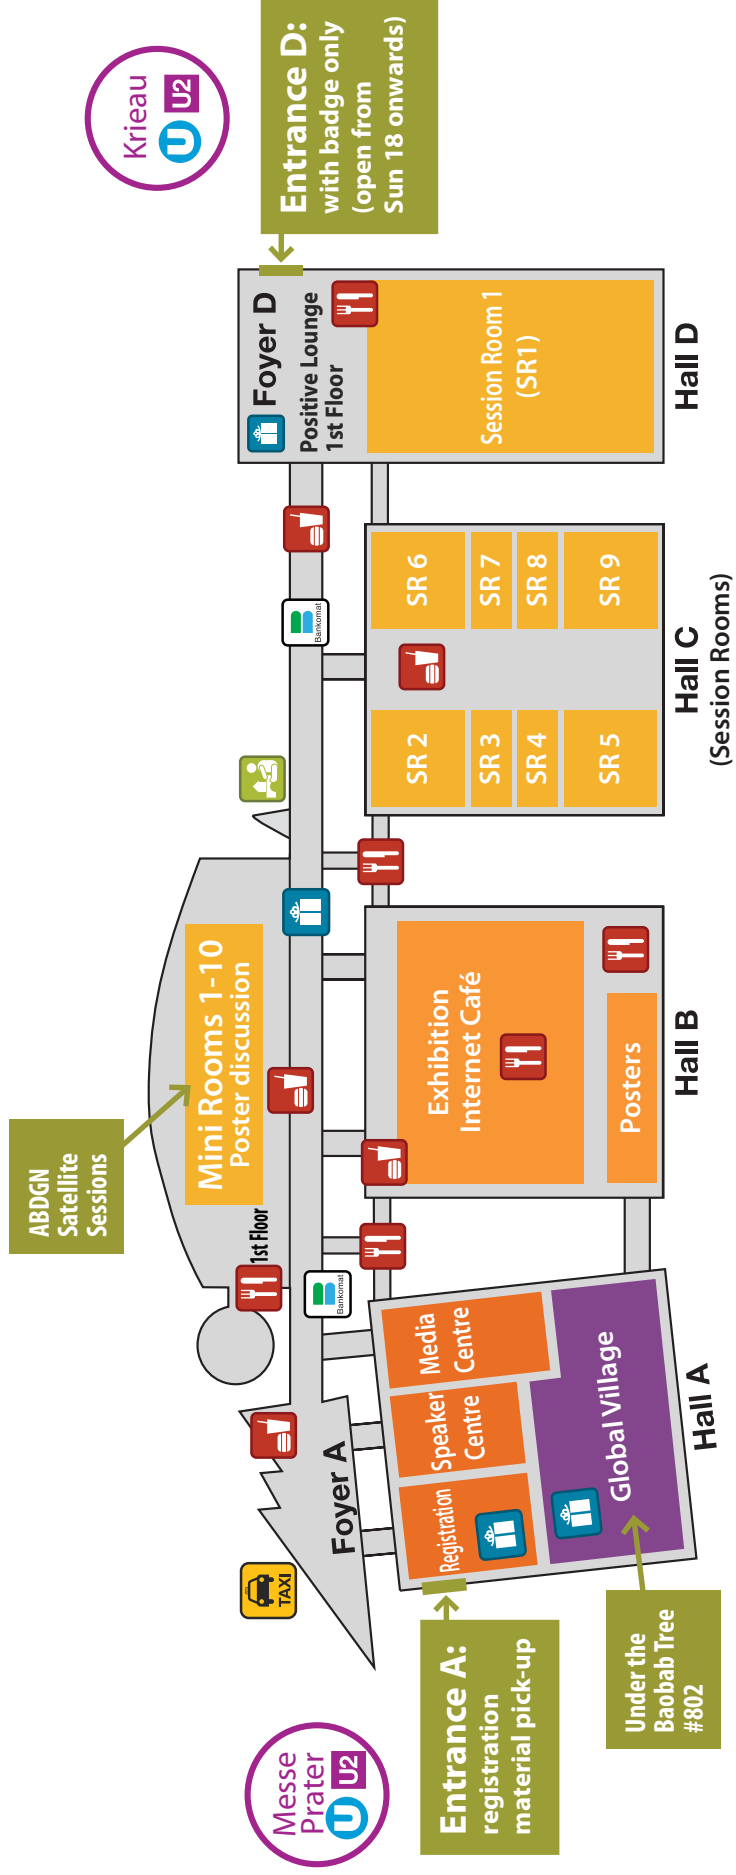 Messe
Prater
U U2
Entrance A:
registration
material pick-up
Under the
Baobab Tree
#802
TAXI
Foyer A
Registration
Speaker
Centre
Media
Centre
Global Village
Hall A
Bankomat
1st Floor
ABDGN
Satellite
Sessions
Mini Rooms 1-10
Poster discussion
Exhibition
Internet Café
Posters
Hall B
SR 2
SR 3
SR 4
SR 5
SR 6
SR 7
SR 8
SR 9
Hall C
(Session Rooms)
Bankomat
Foyer D
Positive Lounge
1st Floor
Session Room 1
(SR1)
Hall D
Entrance D:
with badge only
(open from
Sun 18 onwards)
Krieau
U U2